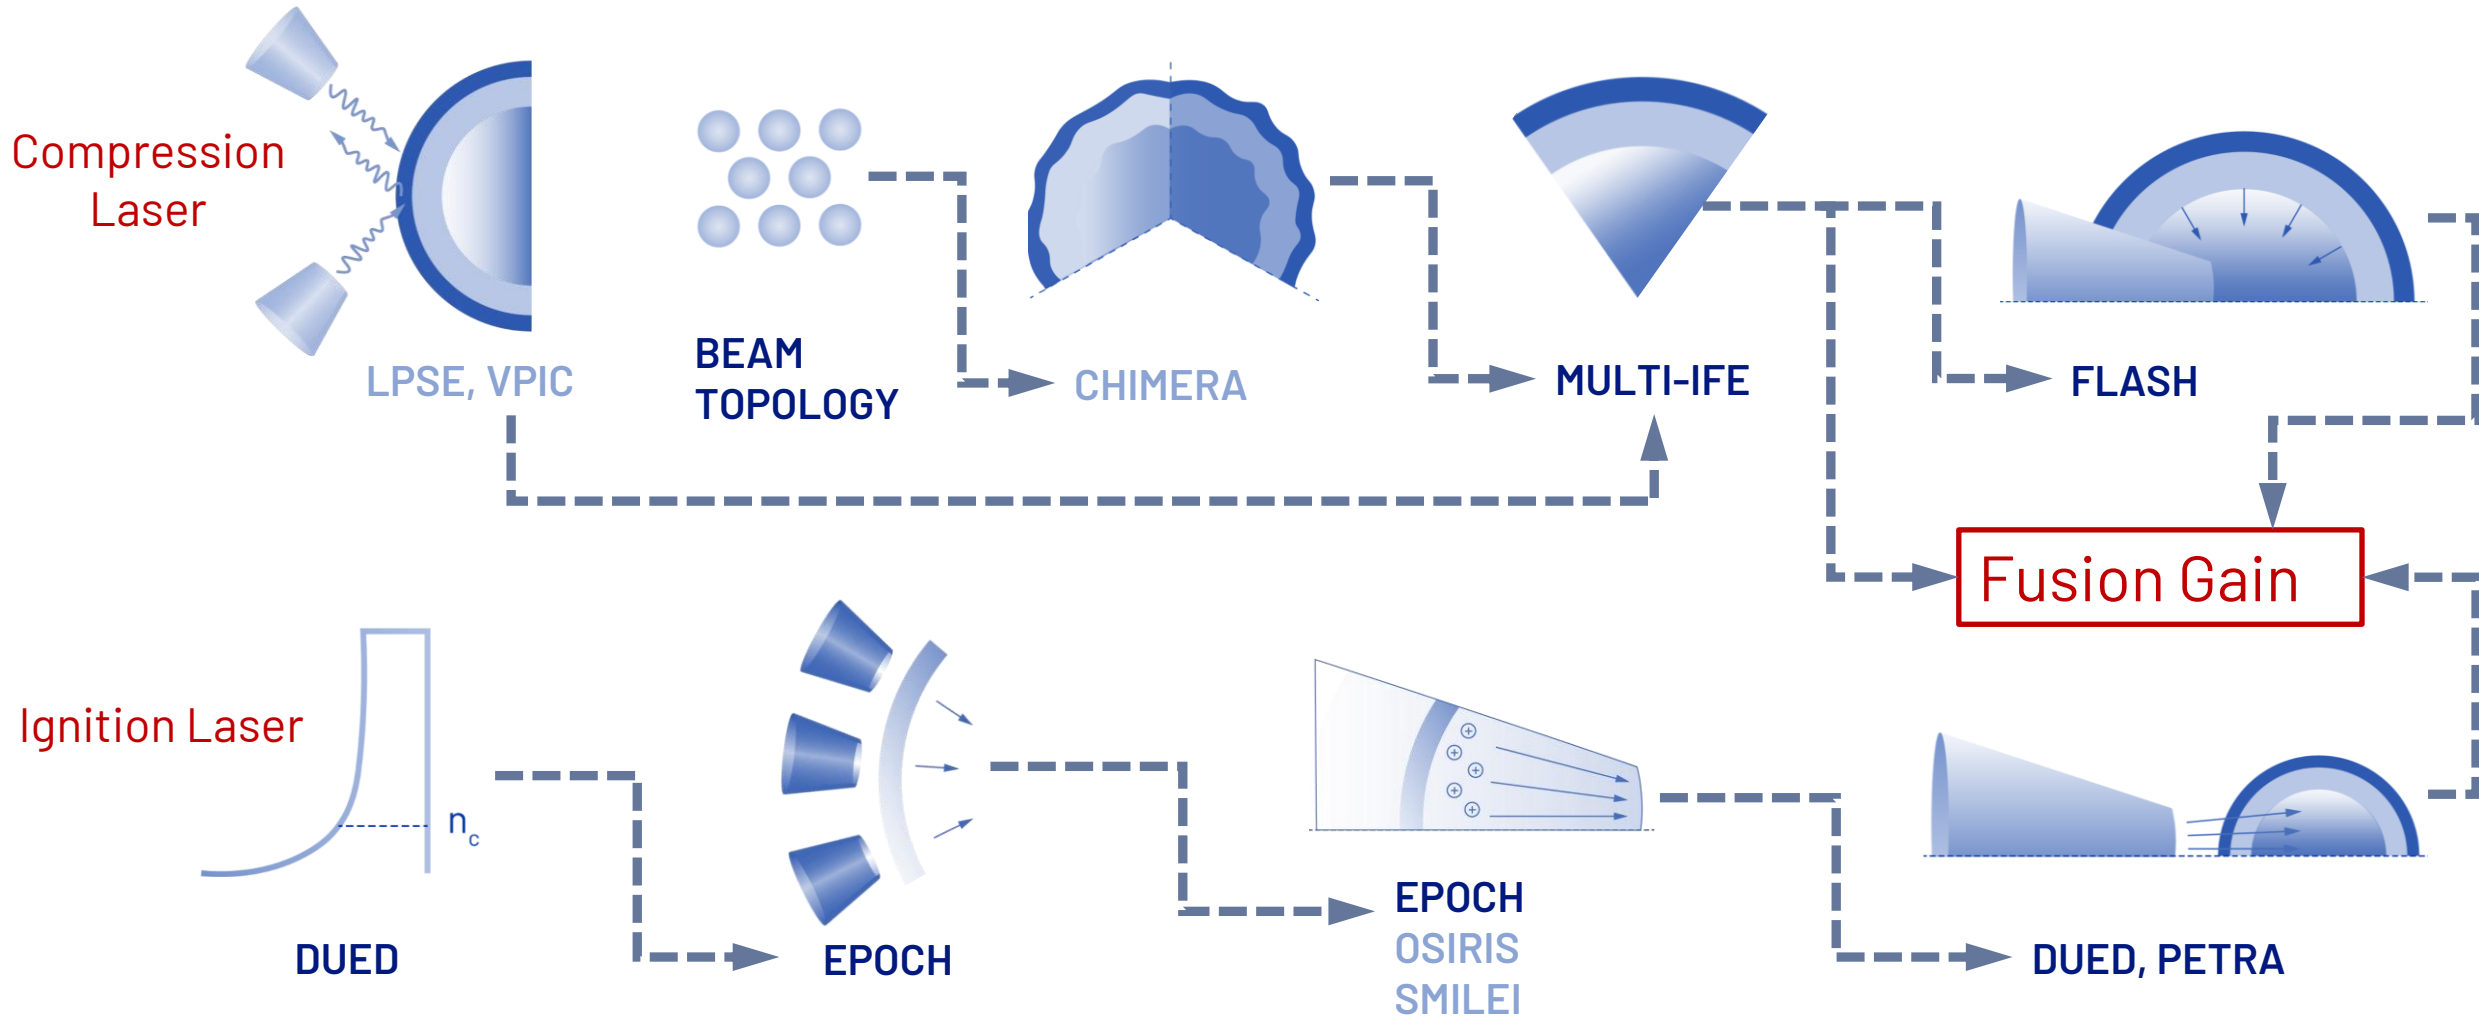 Compression
Laser
LPSE, VPIC
BEAM
TOPOLOGY
CHIMERA
MULTI-IFE
FLASH
Fusion Gain
Ignition Laser
n_c
DUED
EPOCH
EPOCH
OSIRIS
SMILEI
DUED, PETRA